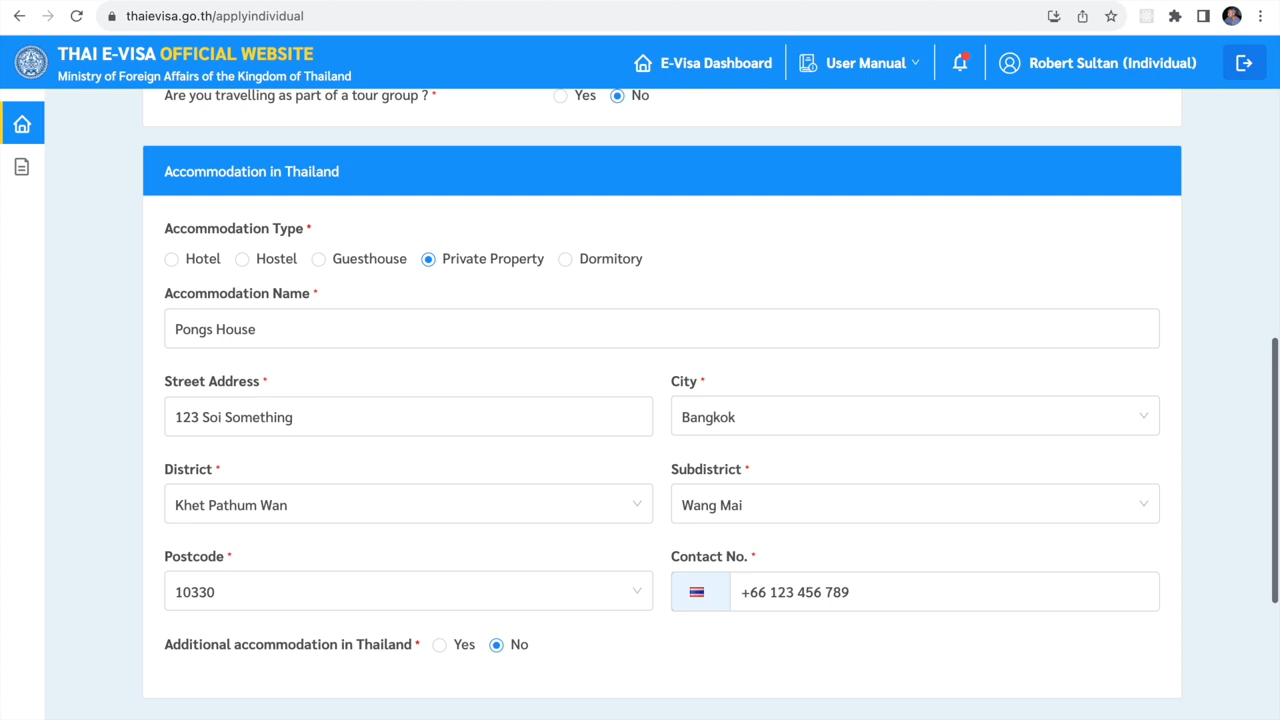 thaievisa.go.th/applyindividual
THAI E-VISA OFFICIAL WEBSITE
Ministry of Foreign Affairs of the Kingdom of Thailand
E-Visa Dashboard
User Manual
Robert Sultan (Individual)
Are you travelling as part of a tour group ? * Yes No
Accommodation in Thailand
Accommodation Type *
Hotel Hostel Guesthouse Private Property Dormitory
Accommodation Name *
Pongs House
Street Address * City *
123 Soi Something Bangkok
District * Subdistrict *
Khet Pathum Wan Wang Mai
Postcode * Contact No. *
10330 +66 123 456 789
Additional accommodation in Thailand * Yes No